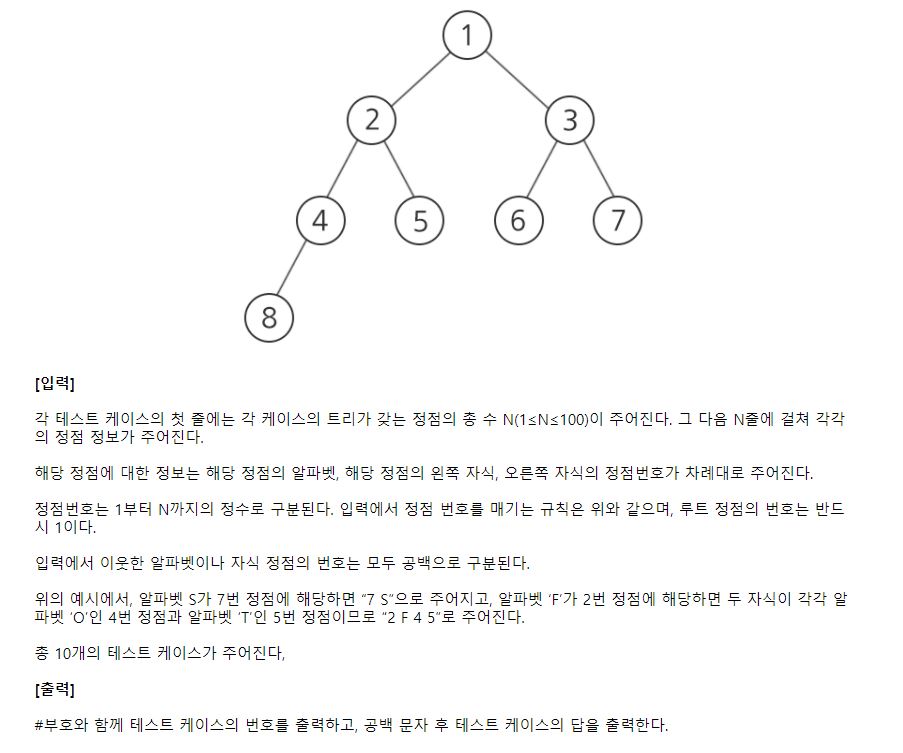 1
2 3
4 5 6 7
8
[입력]
각 테스트 케이스의 첫 줄에는 각 케이스의 트리가 갖는 정점의 총 수 N(1≤N≤100)이 주어진다. 그 다음 N줄에 걸쳐 각각
의 정점 정보가 주어진다.
해당 정점에 대한 정보는 해당 정점의 알파벳, 해당 정점의 왼쪽 자식, 오른쪽 자식의 정점번호가 차례대로 주어진다.
정점번호는 1부터 N까지의 정수로 구분된다. 입력에서 정점 번호를 매기는 규칙은 위와 같으며, 루트 정점의 번호는 반드
시 1이다.
입력에서 이웃한 알파벳이나 자식 정점의 번호는 모두 공백으로 구분된다.
위의 예시에서, 알파벳 S가 7번 정점에 해당하면 “7 S”으로 주어지고, 알파벳 ‘F’가 2번 정점에 해당하면 두 자식이 각각 알
파벳 ‘O’인 4번 정점과 알파벳 ‘T’인 5번 정점이므로 “2 F 4 5”로 주어진다.
총 10개의 테스트 케이스가 주어진다,
[출력]
#부호와 함께 테스트 케이스의 번호를 출력하고, 공백 문자 후 테스트 케이스의 답을 출력한다.